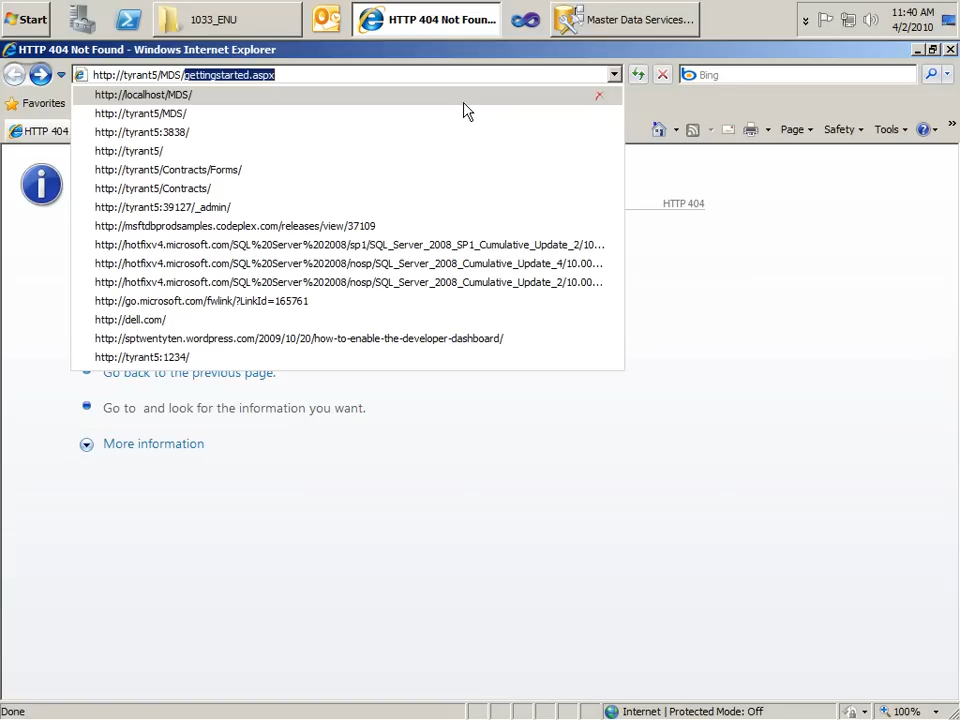 Start
1033_ENU
HTTP 404 Not Foun...
Master Data Services...
11:40 AM
4/2/2010
HTTP 404 Not Found - Windows Internet Explorer
http://tyrant5/MDS/gettingstarted.aspx
Bing
http://localhost/MDS/
Favorites
http://tyrant5/MDS/
HTTP 404
http://tyrant5:3838/
Page
Safety
Tools
http://tyrant5/
http://tyrant5/Contracts/Forms/
http://tyrant5/Contracts/
HTTP 404
http://tyrant5:39127/_admin/
http://msftdbprodsamples.codeplex.com/releases/view/37109
http://hotfixv4.microsoft.com/SQL%20Server%202008/sp1/SQL_Server_2008_SP1_Cumulative_Update_2/10...
http://hotfixv4.microsoft.com/SQL%20Server%202008/nosp/SQL_Server_2008_Cumulative_Update_4/10.00...
http://hotfixv4.microsoft.com/SQL%20Server%202008/nosp/SQL_Server_2008_Cumulative_Update_2/10.00...
http://go.microsoft.com/fwlink/?LinkId=165761
http://dell.com/
http://sptwentyten.wordpress.com/2009/10/20/how-to-enable-the-developer-dashboard/
http://tyrant5:1234/
Go back to the previous page.
Go to and look for the information you want.
More information
Done
Internet | Protected Mode: Off
100%